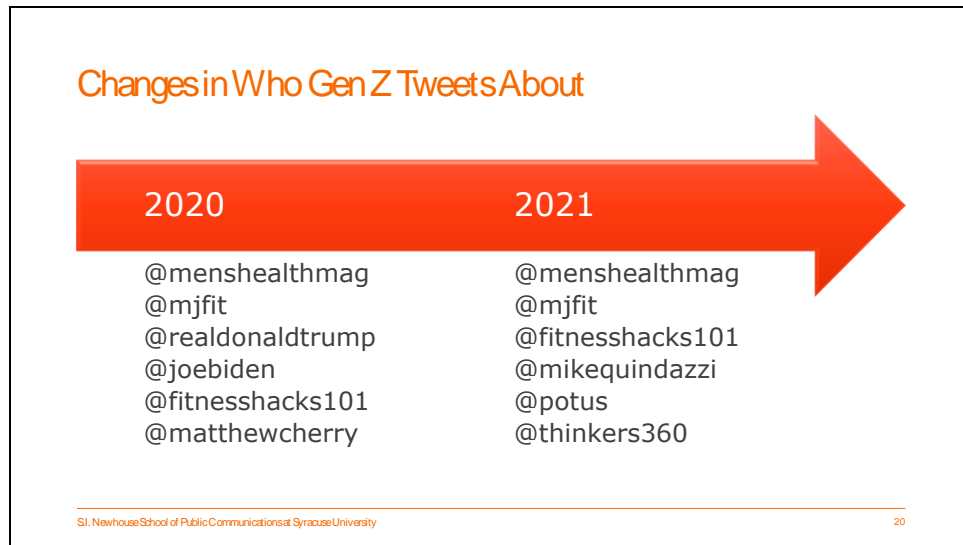 Changes in Who Gen Z Tweets About
2020
2021
@menshealthmag
@mjfit
@realdonaldtrump
@joebiden
@fitnesshacks101
@matthewcherry
@menshealthmag
@mjfit
@fitnesshacks101
@mikequindazzi
@potus
@thinkers360
S.I. Newhouse School of Public Communications at Syracuse University
20